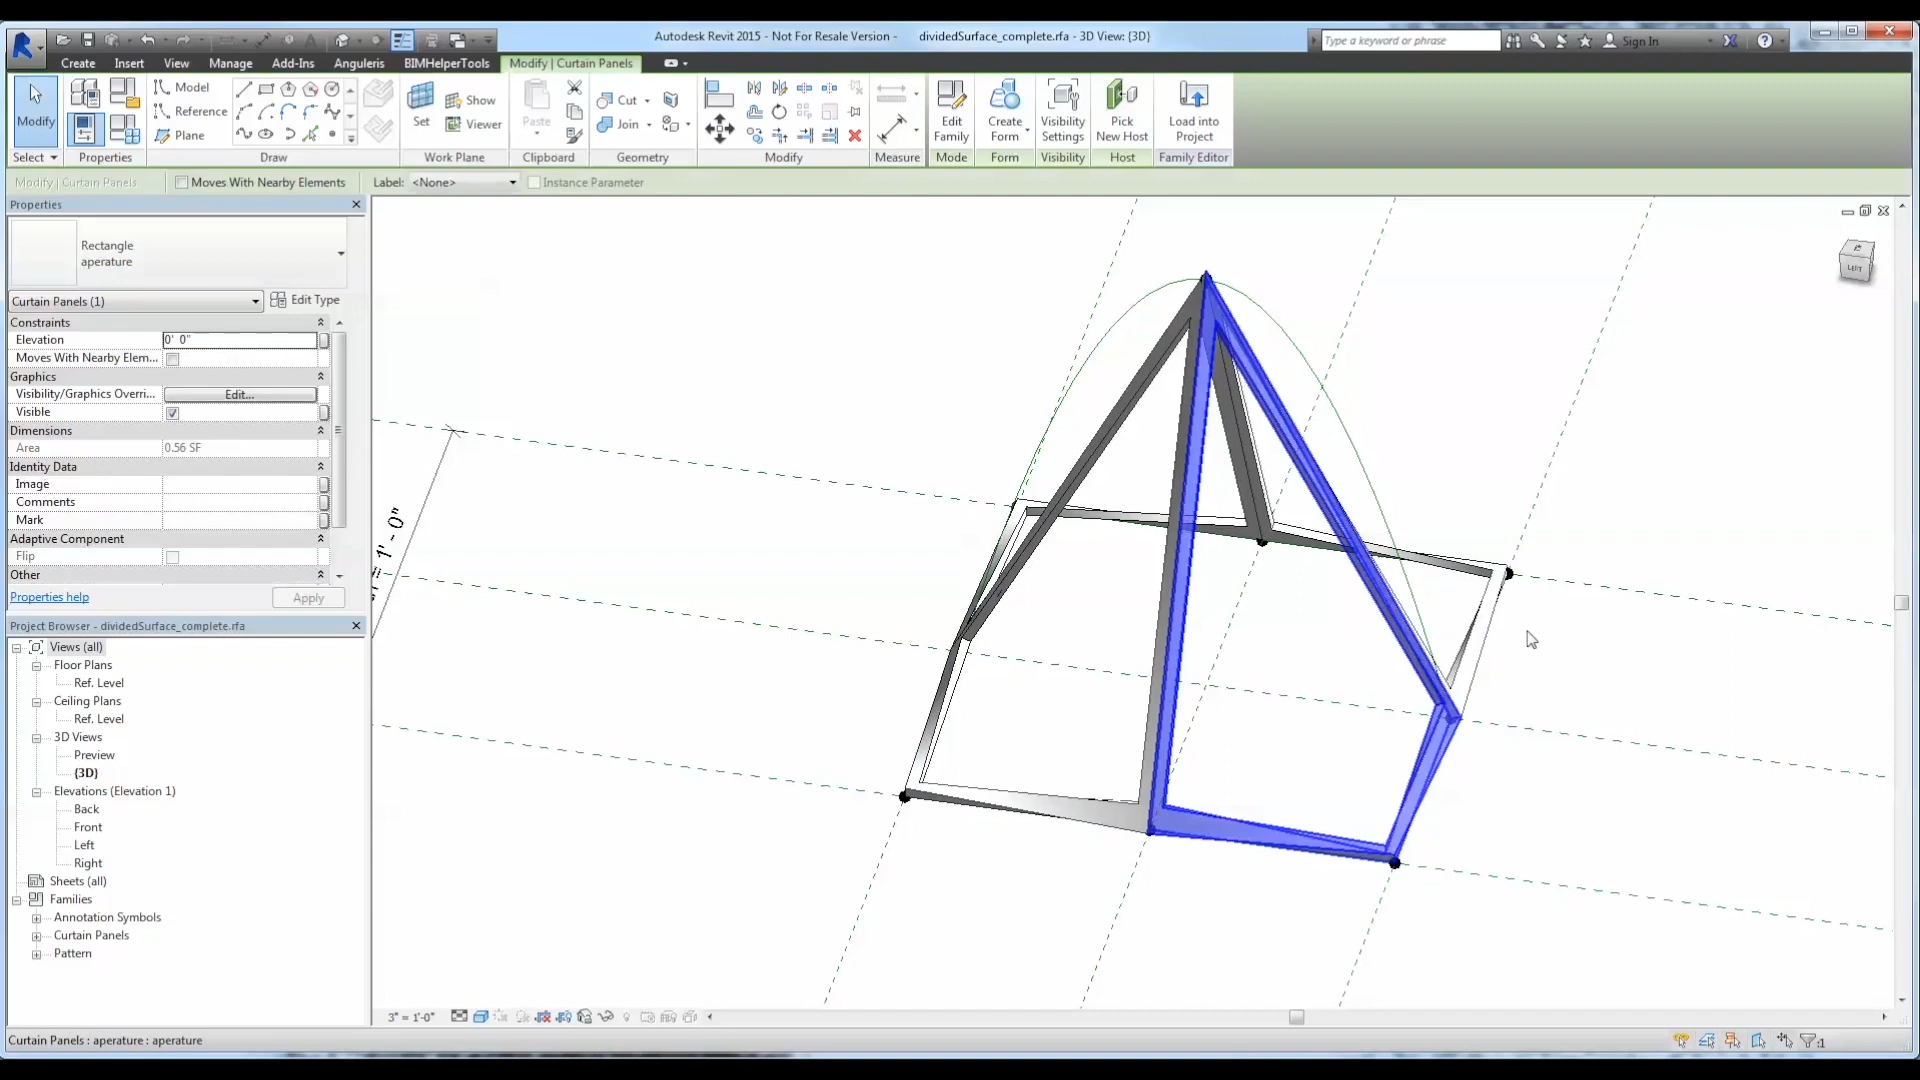 Autodesk Revit 2015 - Not For Resale Version -    dividedSurface_complete.rfa - 3D View: {3D}
Type a keyword or phrase
Sign In
Create Insert View Manage Add-Ins Anguleris BIMHelperTools Modify | Curtain Panels
Modify
Model
Reference
Plane
Set
Show
Viewer
Paste
Cut
Join
Edit Family
Create Form
Visibility Settings
Pick New Host
Load into Project
Select Properties Draw Work Plane Clipboard Geometry Modify Measure Mode Form Visibility Host Family Editor
Modify | Curtain Panels
Moves With Nearby Elements
Label: <None>
Instance Parameter
Properties
Rectangle
aperature
Curtain Panels (1)
Edit Type
Constraints
Elevation 0' 0"
Moves With Nearby Elem...
Graphics
Visibility/Graphics Overri... Edit...
Visible
Dimensions
Area 0.56 SF
Identity Data
Image
Comments
Mark
Adaptive Component
Flip
Other
Properties help
Apply
Project Browser - dividedSurface_complete.rfa
Views (all)
Floor Plans
Ref. Level
Ceiling Plans
Ref. Level
3D Views
Preview
{3D}
Elevations (Elevation 1)
Back
Front
Left
Right
Sheets (all)
Families
Annotation Symbols
Curtain Panels
Pattern
= 1' - 0"
LEFT
3" = 1'-0"
Curtain Panels : aperature : aperature
:1